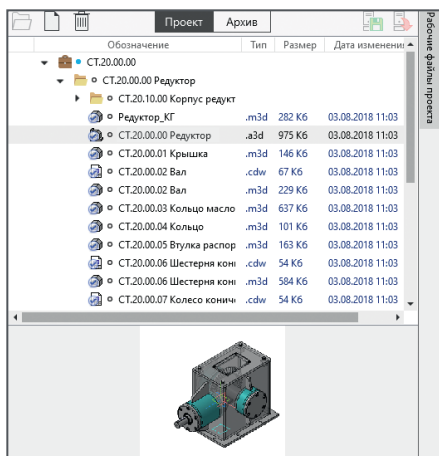 Проект Архив
Обозначение Тип Размер Дата изменени
СТ.20.00.00
СТ.20.00.00 Редуктор
СТ.20.10.00 Корпус редукт
Редуктор_КГ .m3d 282 Кб 03.08.2018 11:03
СТ.20.00.00 Редуктор .a3d 975 Кб 03.08.2018 11:03
СТ.20.00.01 Крышка .m3d 146 Кб 03.08.2018 11:03
СТ.20.00.02 Вал .cdw 67 Кб 03.08.2018 11:03
СТ.20.00.02 Вал .m3d 229 Кб 03.08.2018 11:03
СТ.20.00.03 Кольцо масло .m3d 637 Кб 03.08.2018 11:03
СТ.20.00.04 Кольцо .m3d 101 Кб 03.08.2018 11:03
СТ.20.00.05 Втулка распор .m3d 163 Кб 03.08.2018 11:03
СТ.20.00.06 Шестерня кони .cdw 54 Кб 03.08.2018 11:03
СТ.20.00.06 Шестерня кони .m3d 584 Кб 03.08.2018 11:03
СТ.20.00.07 Колесо кониче .cdw 54 Кб 03.08.2018 11:03
Рабочие файлы проекта